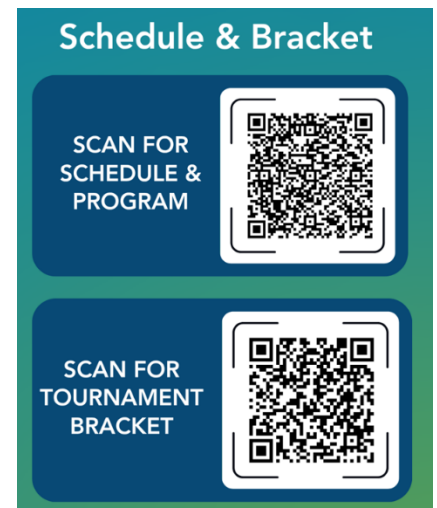 Schedule & Bracket
SCAN FOR
SCHEDULE &
PROGRAM
SCAN FOR
TOURNAMENT
BRACKET